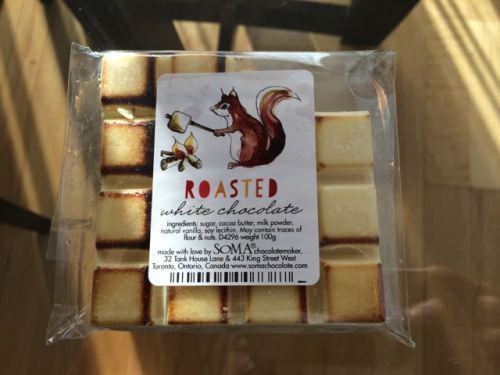 ROASTED
white chocolate
ingredients: sugar, cocoa butter, milk powder,
natural vanilla, soy lecithin. May contain traces of
flour & nuts. D4296 weight 100g
made with love by SOMA® chocolatemaker,
32 Tank House Lane & 443 King Street West
Toronto, Ontario, Canada www.somachocolate.com